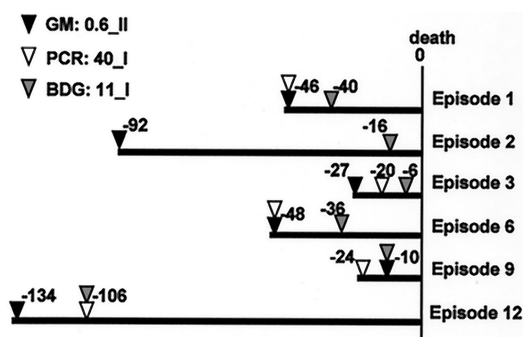 GM: 0.6_II
PCR: 40_I
BDG: 11_I
death
0
-46 -40 Episode 1
-92 -16 Episode 2
-27 -20 -6 Episode 3
-48 -36 Episode 6
-24 -10 Episode 9
-134 -106 Episode 12